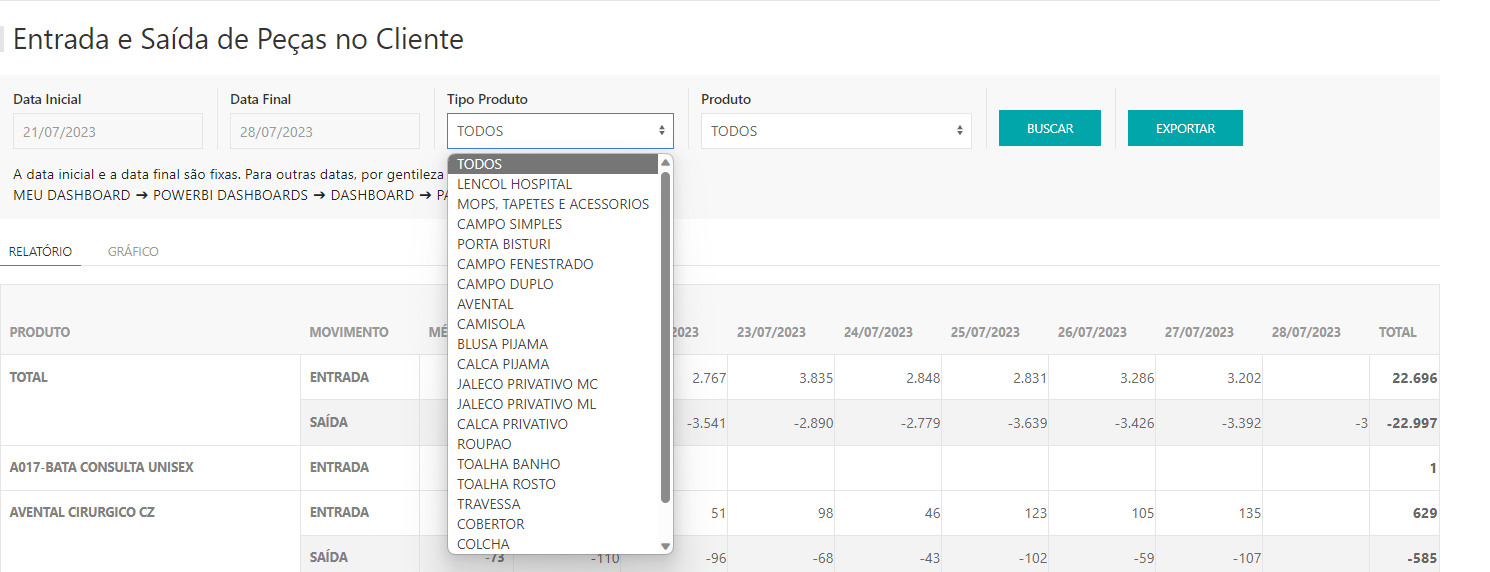 Entrada e Saída de Peças no Cliente
Data Inicial
Data Final
Tipo Produto
Produto
21/07/2023
28/07/2023
TODOS
TODOS
BUSCAR
EXPORTAR
A data inicial e a data final são fixas. Para outras datas, por gentileza
MEU DASHBOARD ➔ POWERBI DASHBOARDS ➔ DASHBOARD ➔
TODOS
LENCOL HOSPITAL
MOPS, TAPETES E ACESSORIOS
CAMPO SIMPLES
PORTA BISTURI
CAMPO FENESTRADO
CAMPO DUPLO
AVENTAL
CAMISOLA
BLUSA PIJAMA
CALCA PIJAMA
JALECO PRIVATIVO MC
JALECO PRIVATIVO ML
CALCA PRIVATIVO
ROUPAO
TOALHA BANHO
TOALHA ROSTO
TRAVESSA
COBERTOR
COLCHA
RELATÓRIO GRÁFICO
PRODUTO MOVIMENTO 2023 23/07/2023 24/07/2023 25/07/2023 26/07/2023 27/07/2023 28/07/2023 TOTAL
TOTAL ENTRADA 2.767 3.835 2.848 2.831 3.286 3.202 22.696
SAÍDA -3.541 -2.890 -2.779 -3.639 -3.426 -3.392 -3 -22.997
A017-BATA CONSULTA UNISEX ENTRADA 1
AVENTAL CIRURGICO CZ ENTRADA 51 98 46 123 105 135 629
SAÍDA -73 -110 -96 -68 -43 -102 -59 -107 -585